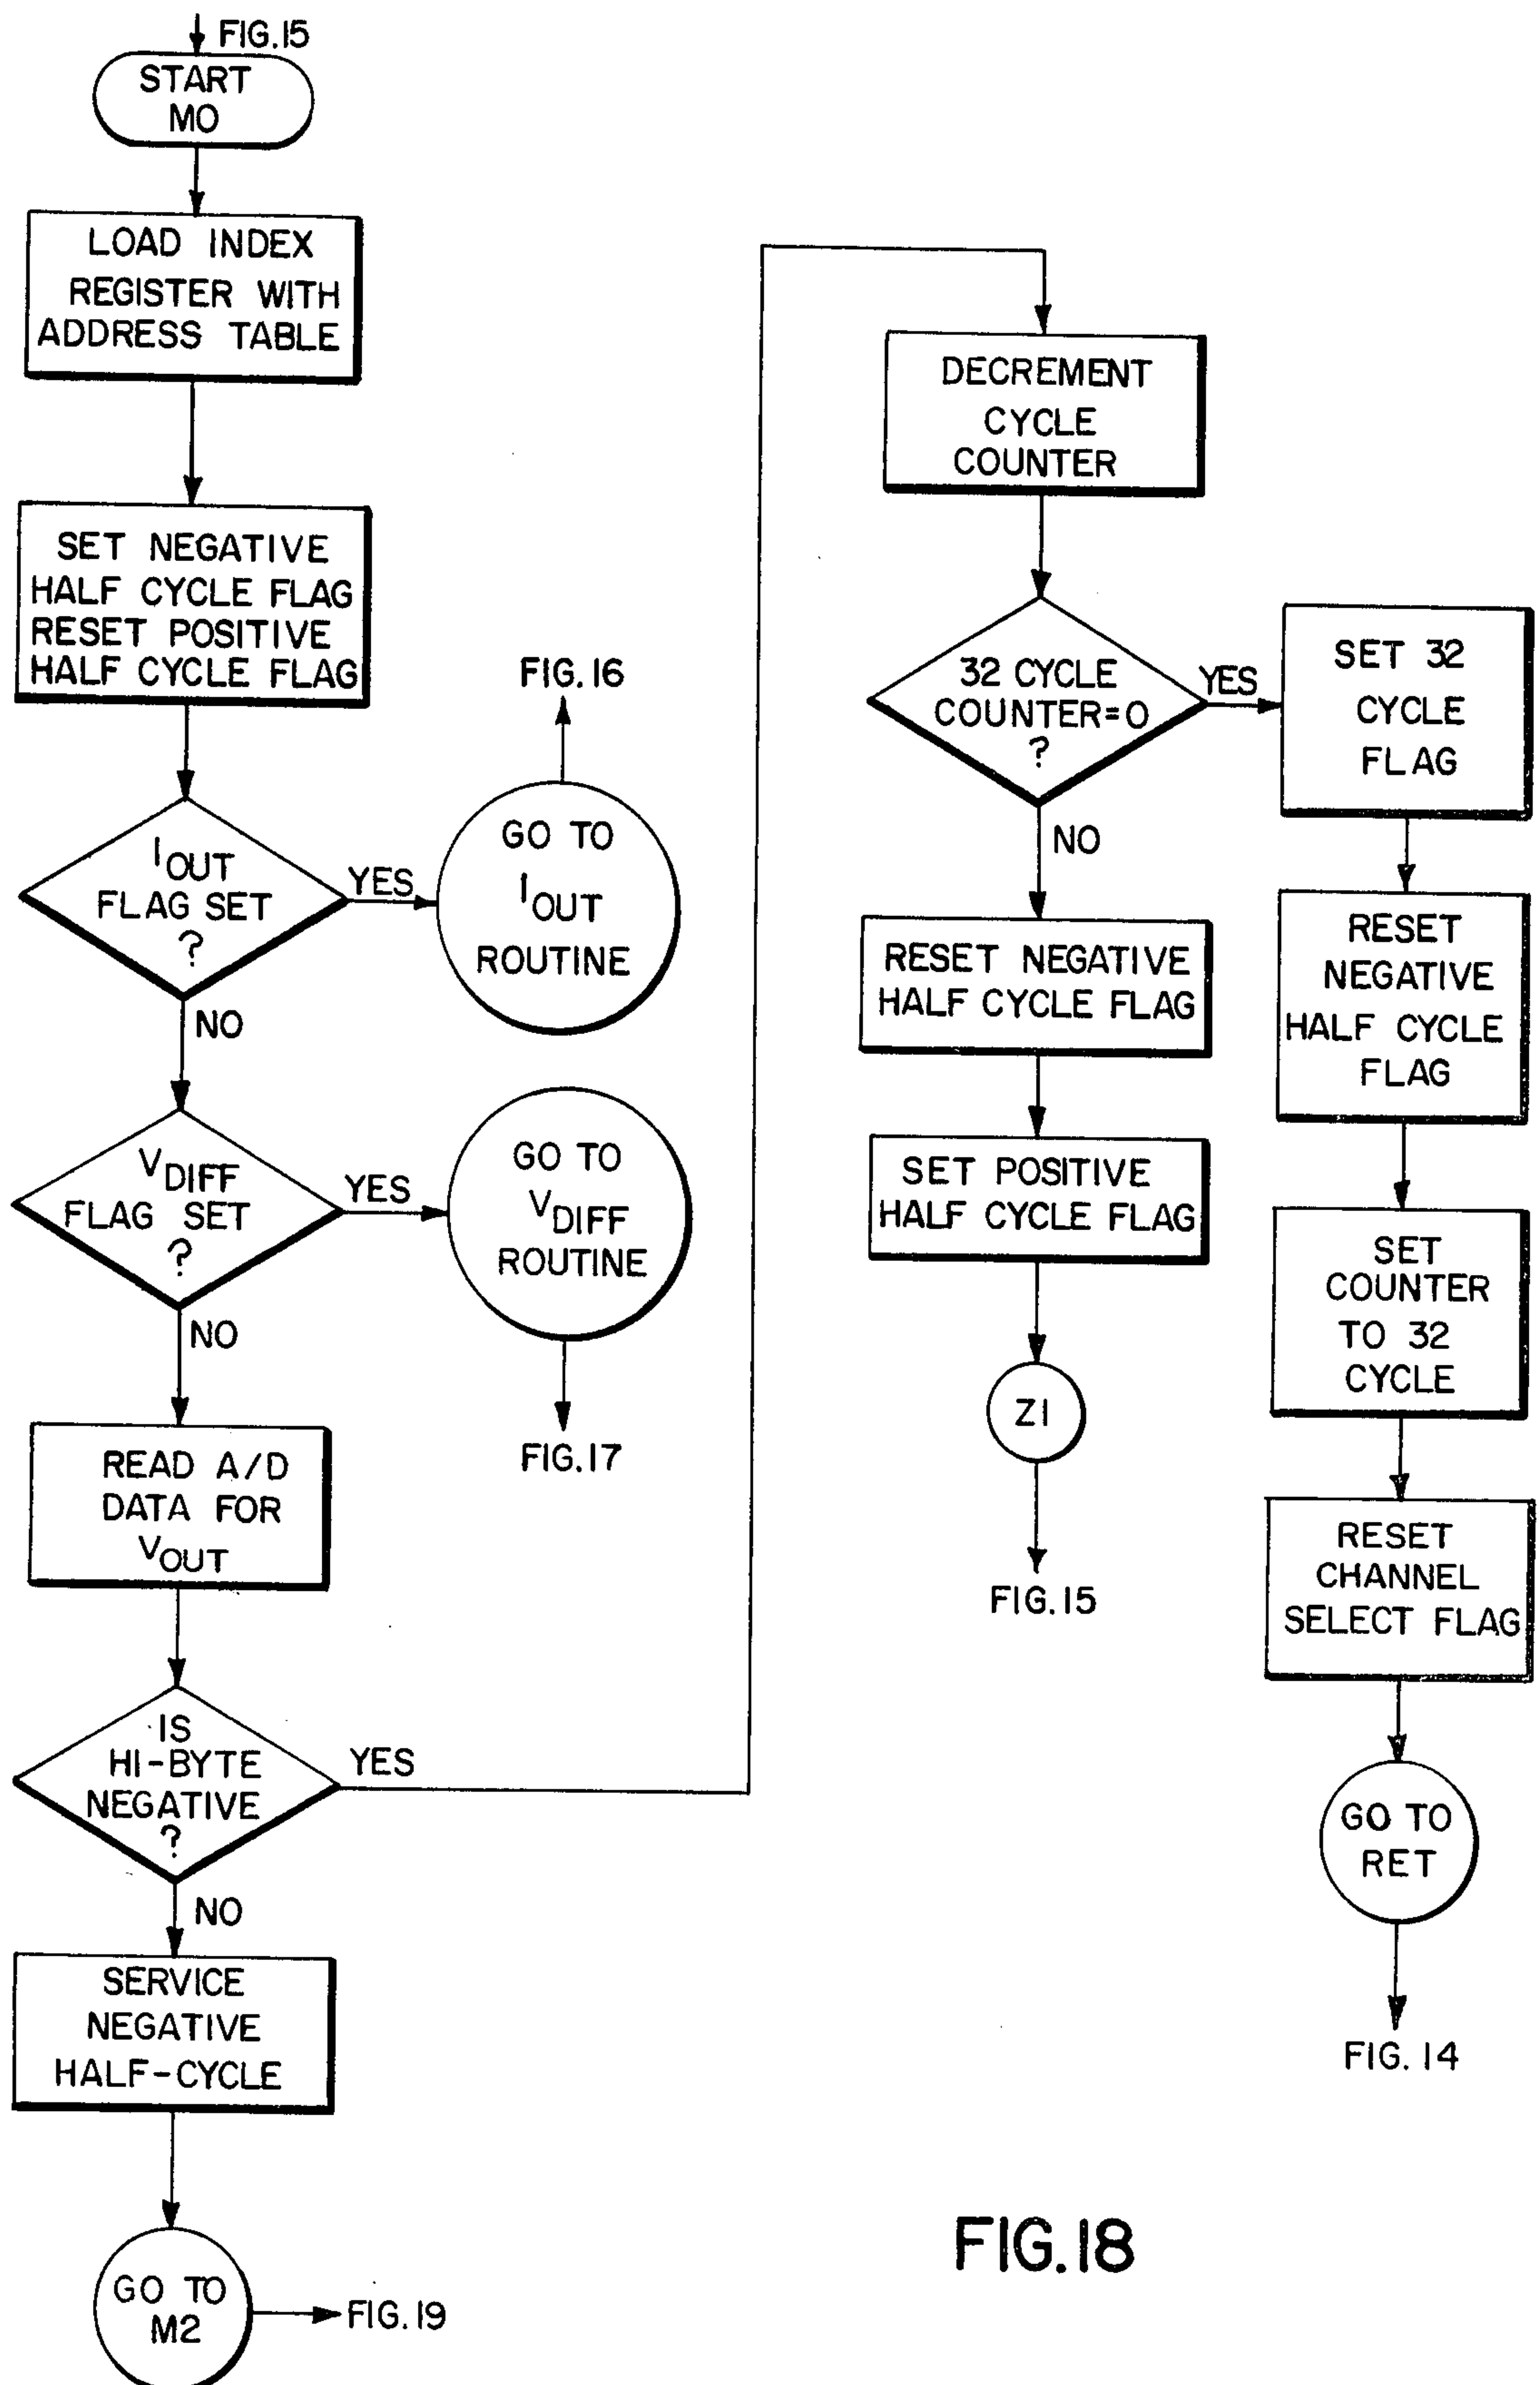 FIG.15
START
MO
LOAD INDEX
REGISTER WITH
ADDRESS TABLE
SET NEGATIVE
HALF CYCLE FLAG
RESET POSITIVE
HALF CYCLE FLAG
IOUT
FLAG SET
?
YES
GO TO
IOUT
ROUTINE
FIG.16
NO
VDIFF
FLAG SET
?
YES
GO TO
VDIFF
ROUTINE
FIG.17
NO
READ A/D
DATA FOR
VOUT
IS
HI-BYTE
NEGATIVE
?
YES
NO
SERVICE
NEGATIVE
HALF-CYCLE
GO TO
M2
FIG.19
DECREMENT
CYCLE
COUNTER
32 CYCLE
COUNTER=0
?
YES
NO
RESET NEGATIVE
HALF CYCLE FLAG
SET POSITIVE
HALF CYCLE FLAG
Z1
FIG.15
SET 32
CYCLE
FLAG
RESET
NEGATIVE
HALF CYCLE
FLAG
SET
COUNTER
TO 32
CYCLE
RESET
CHANNEL
SELECT FLAG
GO TO
RET
FIG.14
FIG.18